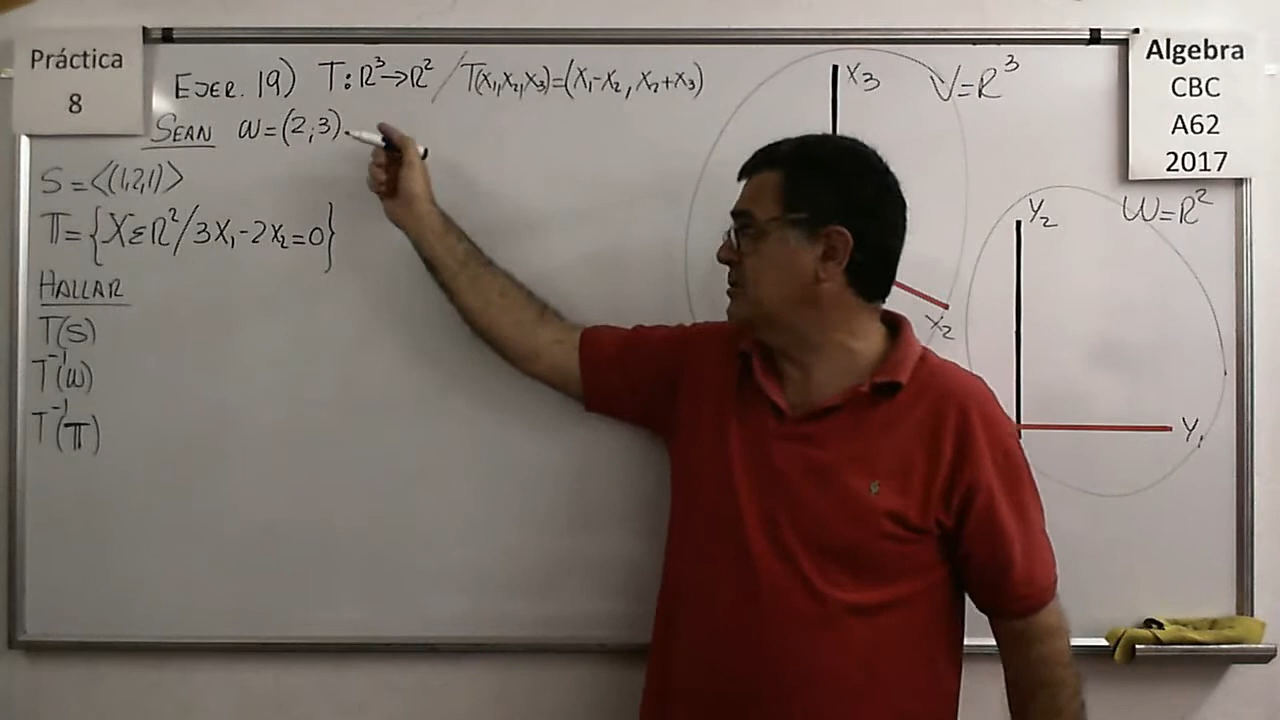 Práctica
8
EJER. 19) T: ℝ³→ℝ² / T(X₁,X₂,X₃)=(X₁-X₂, X₂+X₃)
SEAN W=(2;3).
S=<(1,2,1)>
𝕋={XεℝR²/3X₁-2X₂=0}
HALLAR
T(S)
T⁻¹(W)
T⁻¹(𝕋)
X₃
V=ℝ³
X₂
Algebra
CBC
A62
2017
Y₂
W=ℝ²
Y₁